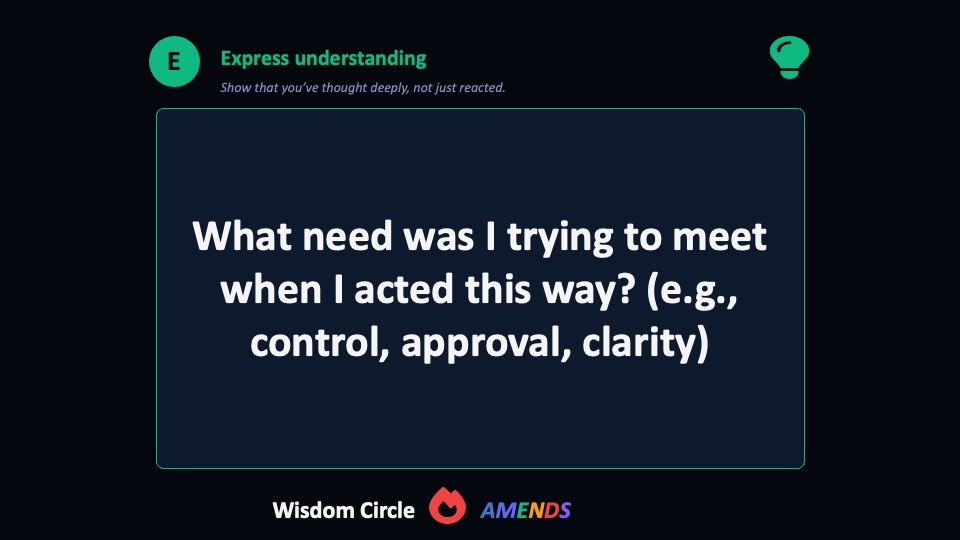 E
Express understanding
Show that you’ve thought deeply, not just reacted.
What need was I trying to meet
when I acted this way? (e.g.,
control, approval, clarity)
Wisdom Circle AMENDS